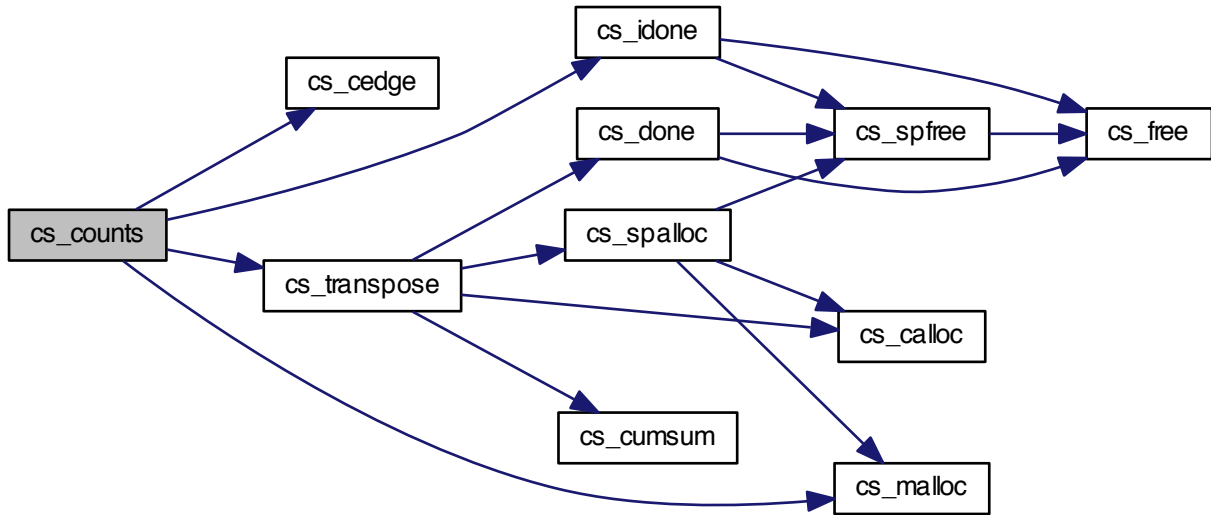 cs_idone
cs_cedge
cs_done
cs_spfree
cs_free
cs_counts
cs_spalloc
cs_transpose
cs_calloc
cs_cumsum
cs_malloc